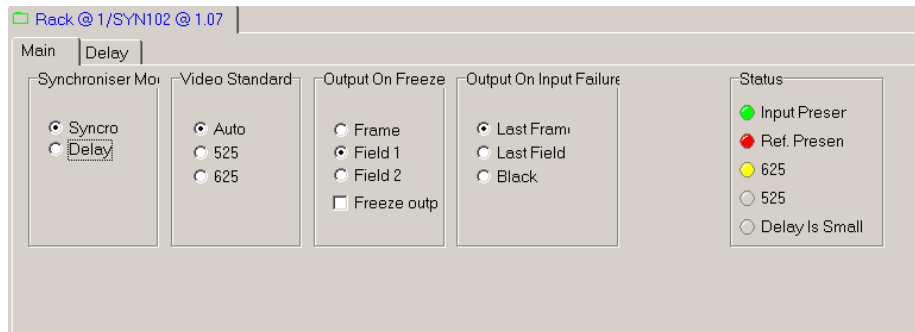 Rack @ 1/SYN102 @ 1.07
Main Delay
Synchroniser Mo
Syncro
Delay
Video Standard
Auto
525
625
Output On Freeze
Frame
Field 1
Field 2
Freeze outp
Output On Input Failure
Last Fram
Last Field
Black
Status
Input Preser
Ref. Presen
625
525
Delay Is Small